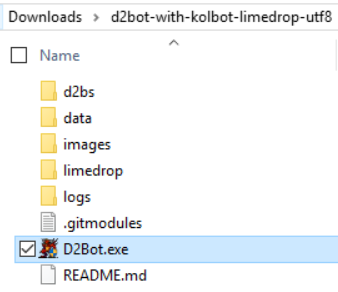 Downloads > d2bot-with-kolbot-limedrop-utf8
Name
d2bs
data
images
limedrop
logs
.gitmodules
D2Bot.exe
README.md